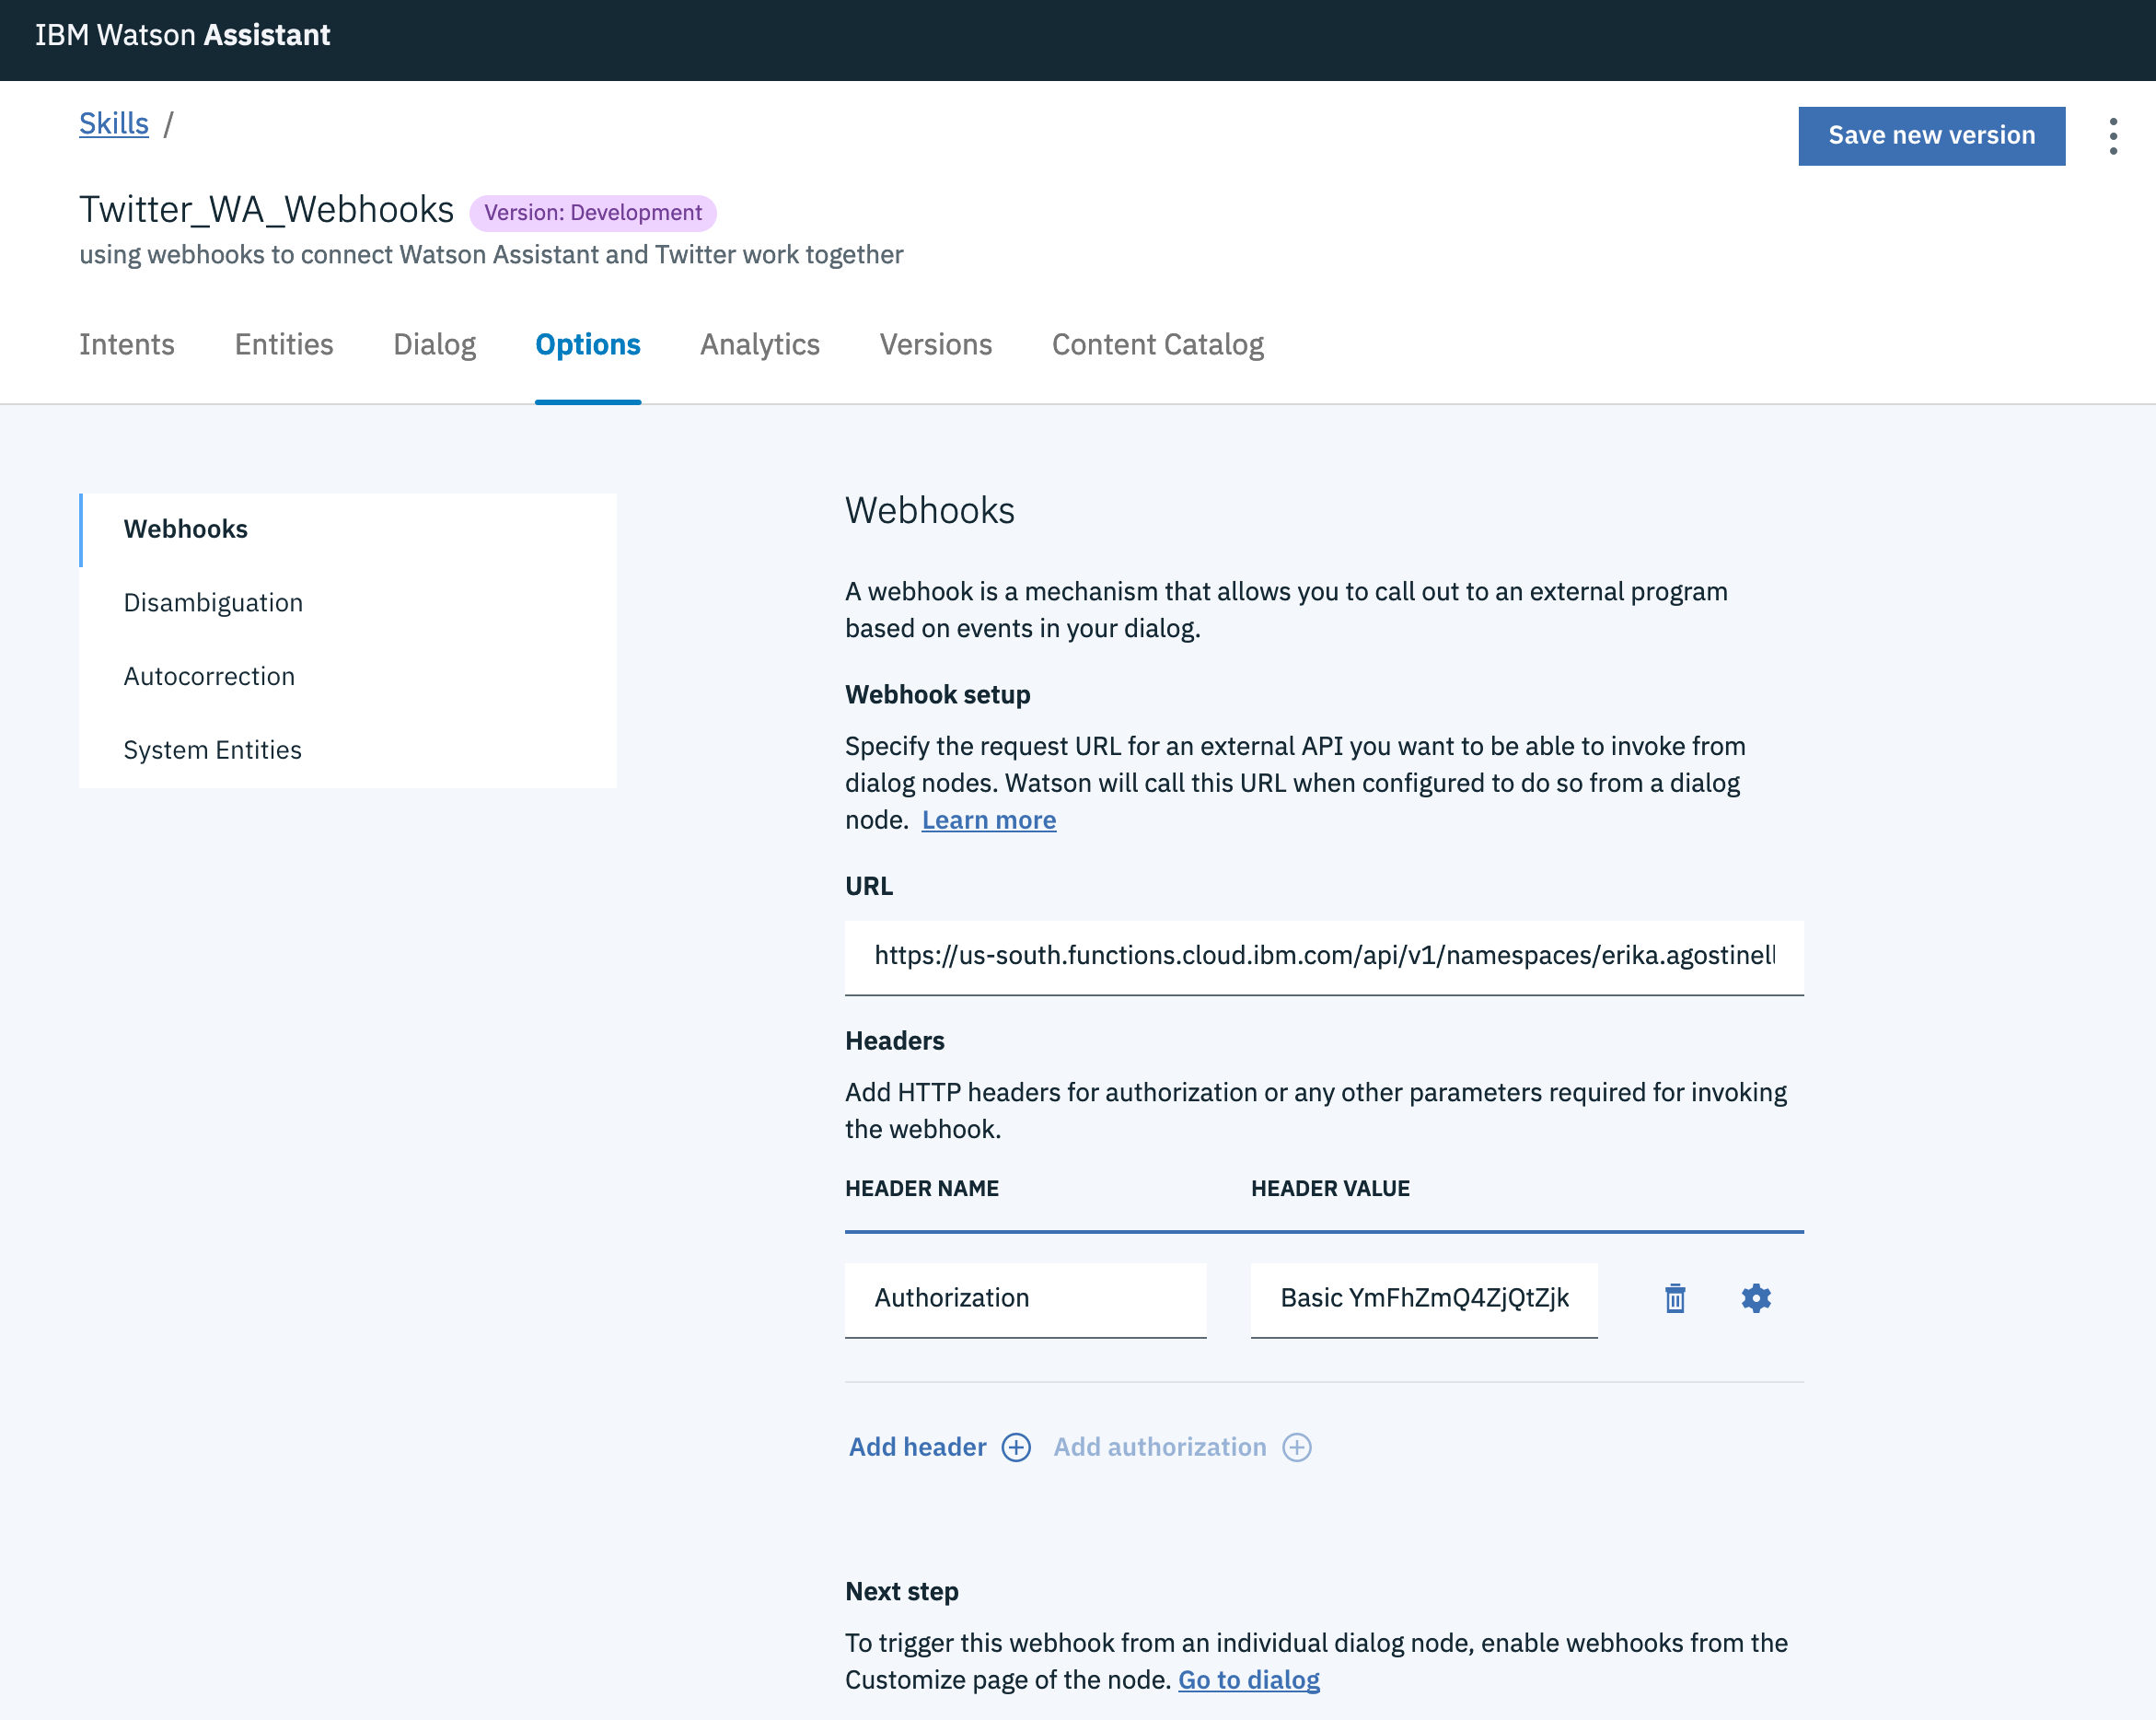 IBM Watson Assistant
Skills /
Save new version
Twitter_WA_Webhooks Version: Development
using webhooks to connect Watson Assistant and Twitter work together
Intents Entities Dialog Options Analytics Versions Content Catalog
Webhooks
Disambiguation
Autocorrection
System Entities
Webhooks
A webhook is a mechanism that allows you to call out to an external program
based on events in your dialog.
Webhook setup
Specify the request URL for an external API you want to be able to invoke from
dialog nodes. Watson will call this URL when configured to do so from a dialog
node. Learn more
URL
https://us-south.functions.cloud.ibm.com/api/v1/namespaces/erika.agostinell
Headers
Add HTTP headers for authorization or any other parameters required for invoking
the webhook.
HEADER NAME HEADER VALUE
Authorization Basic YmFhZmQ4ZjQtZjk
Add header Add authorization
Next step
To trigger this webhook from an individual dialog node, enable webhooks from the
Customize page of the node. Go to dialog